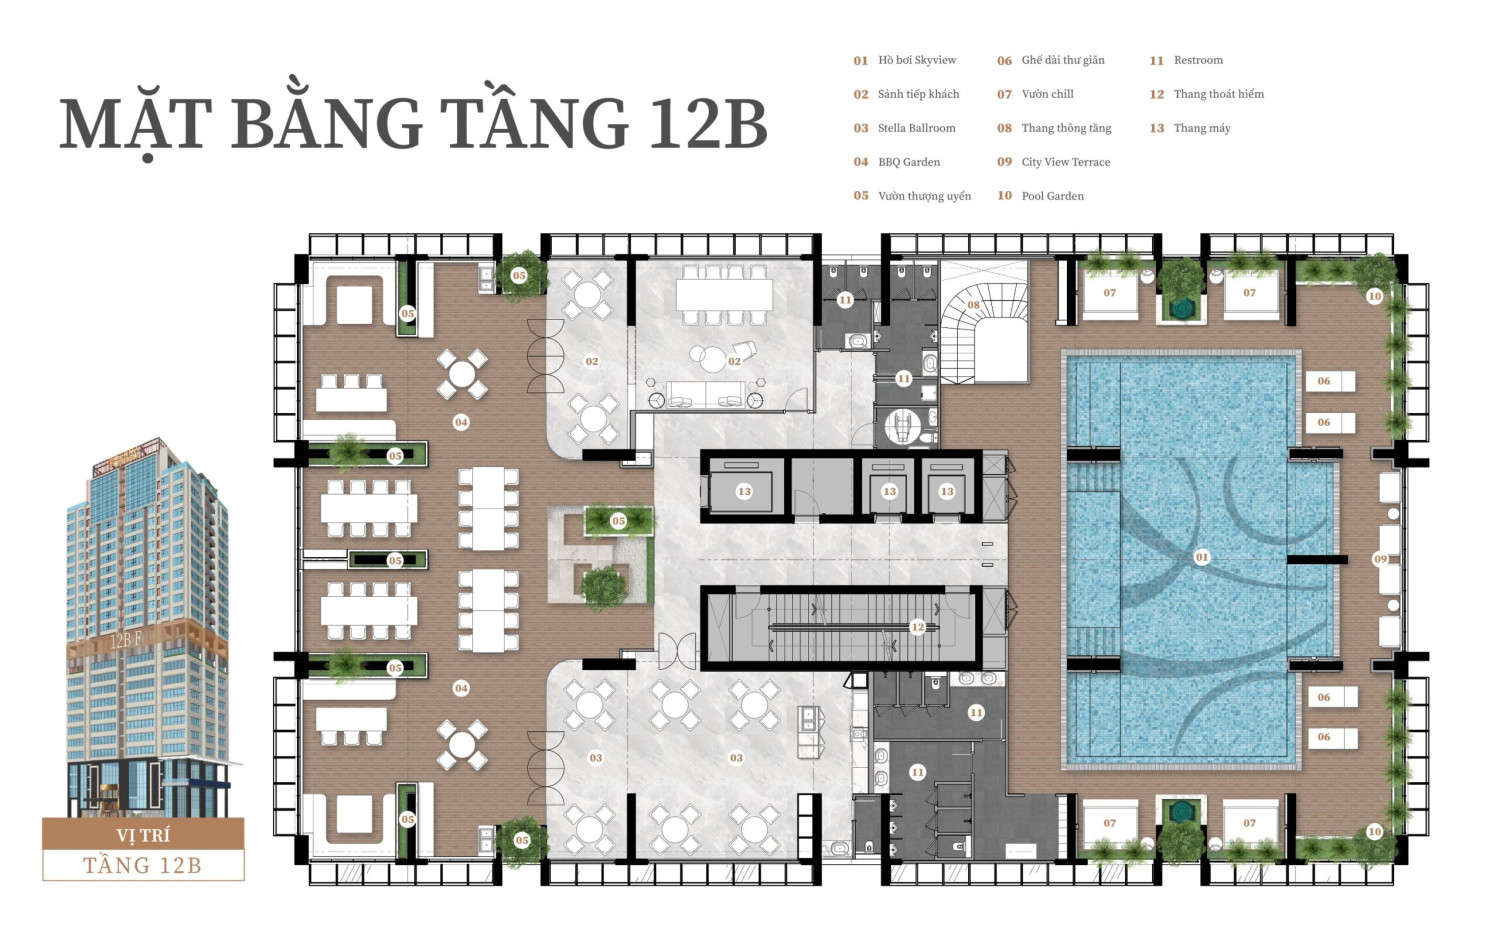 MẶT BẰNG TẦNG 12B
01 Hồ bơi Skyview
02 Sảnh tiếp khách
03 Stella Ballroom
04 BBQ Garden
05 Vườn thượng uyển
06 Ghế dài thư giãn
07 Vườn chill
08 Thang thông tầng
09 City View Terrace
10 Pool Garden
11 Restroom
12 Thang thoát hiểm
13 Thang máy
05
05
07
07
10
11
08
02
02
06
11
04
06
05
13
13
13
05
05
01
09
12
05
04
06
11
06
03
03
11
05
07
07
10
05
12B F
VỊ TRÍ
TẦNG 12B